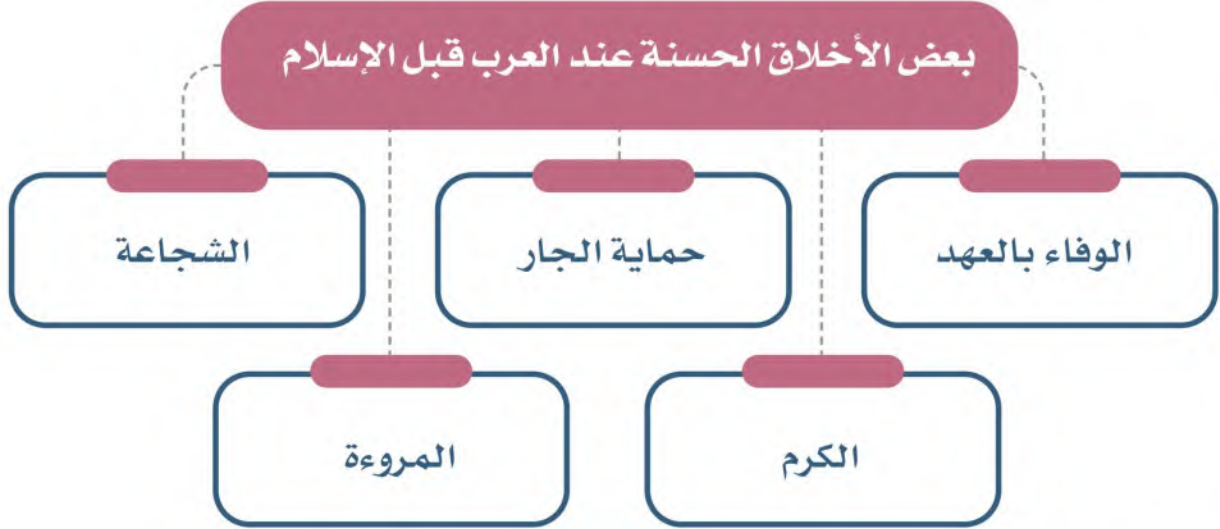 بعض الأخلاق الحسنة عند العرب قبل الإسلام
الوفاء بالعهد
حماية الجار
الشجاعة
الكرم
المروءة